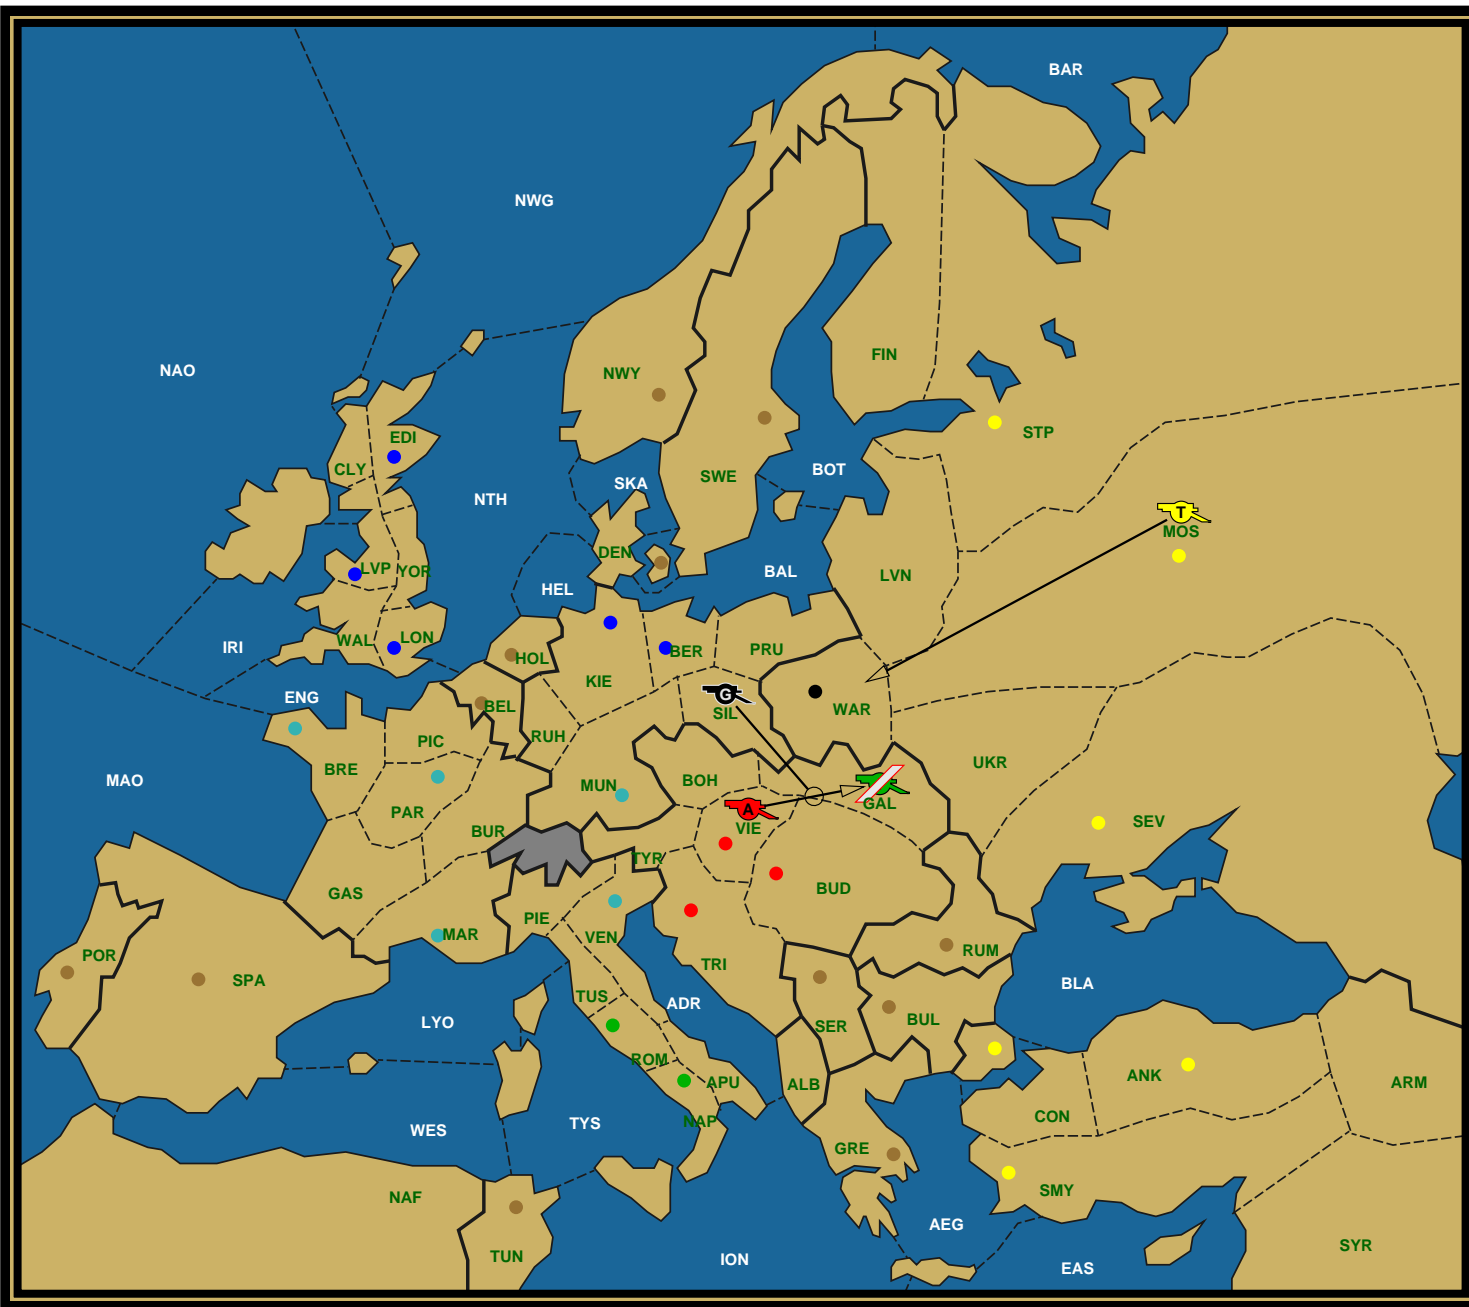 BAR
NWG
NAO
FIN
NWY
EDI
STP
CLY
SWE
BOT
SKA
NTH
T
MOS
DEN
LVP
YOR
BAL
LVN
HEL
IRI
WAL
LON
HOL
BER
PRU
KIE
ENG
BEL
G
SIL
WAR
PIC
RUH
UKR
MAO
BRE
MUN
BOH
GAL
PAR
A
VIE
SEV
BUR
TYR
BUD
GAS
PIE
MAR
VEN
RUM
POR
SPA
TRI
BLA
TUS
ADR
LYO
SER
BUL
ROM
APU
ALB
ANK
ARM
WES
TYS
NAP
CON
GRE
NAF
SMY
AEG
TUN
ION
EAS
SYR